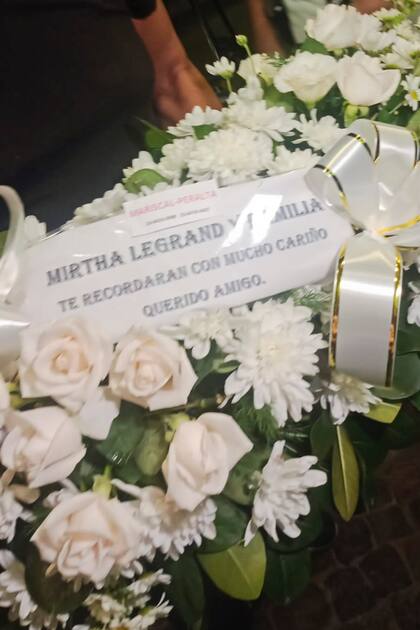 MARISCAL-PERALTA
MIRTHA LEGRAND Y FAMILIA
TE RECORDARAN CON MUCHO CARIÑO
QUERIDO AMIGO.